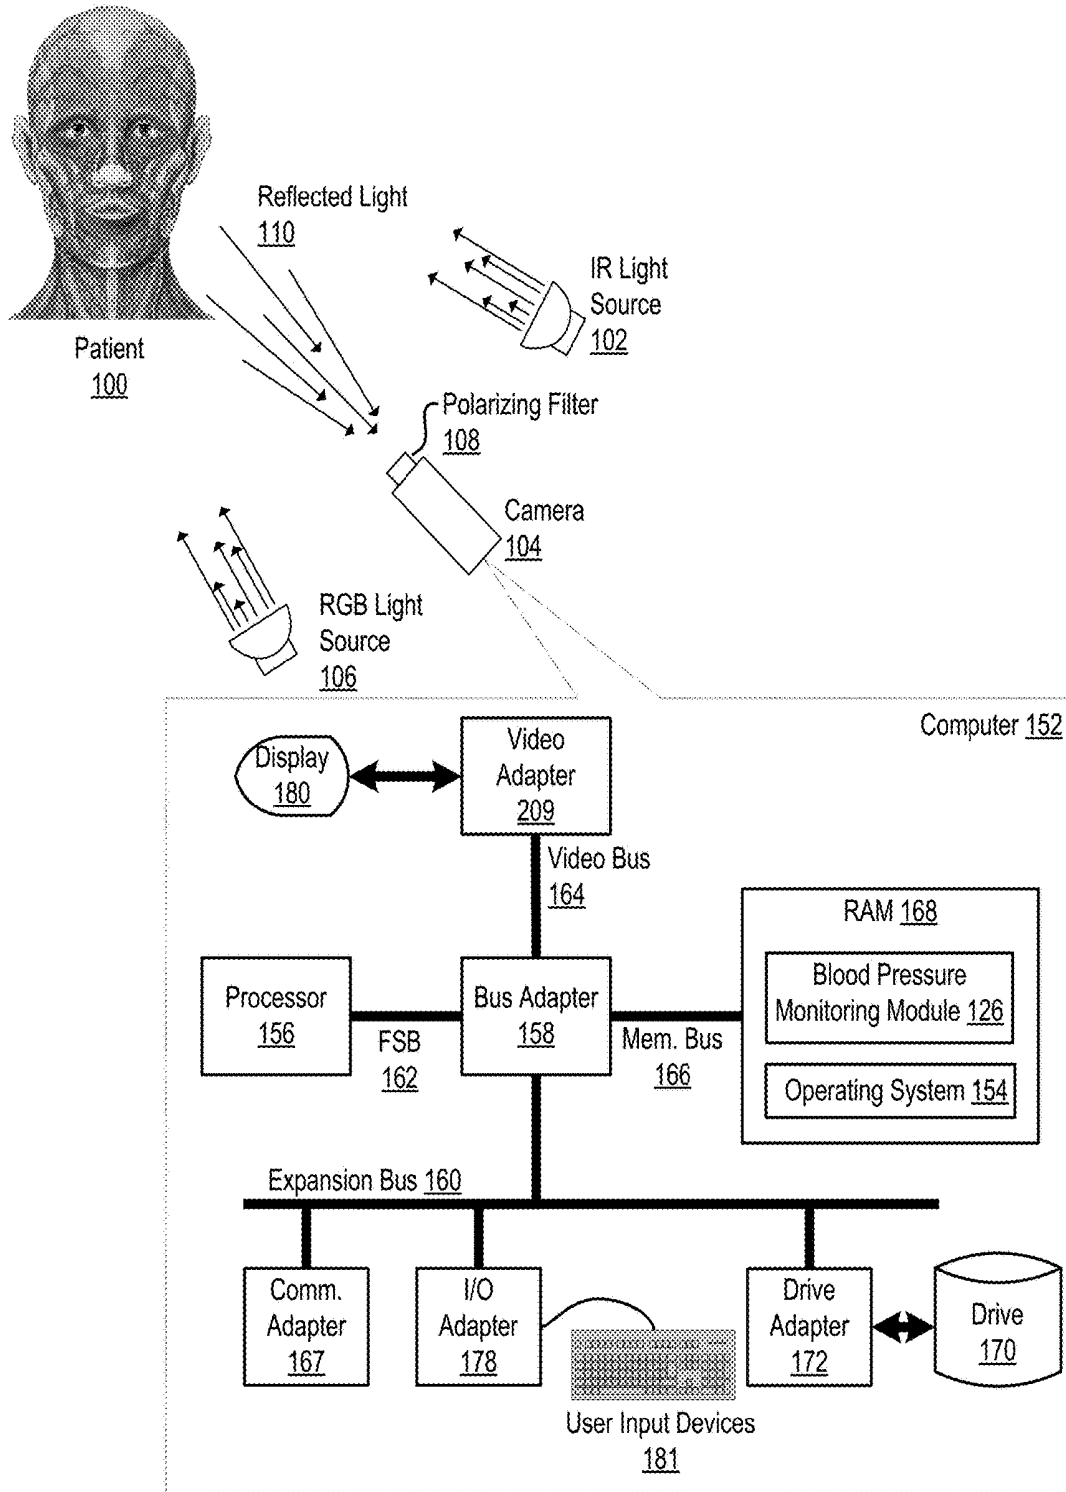 Reflected Light
110
IR Light
Source
102
Patient
100
Polarizing Filter
108
Camera
104
RGB Light
Source
106
Computer 152
Display
180
Video
Adapter
209
Video Bus
164
RAM 168
Blood Pressure
Monitoring Module 126
Operating System 154
Processor
156
FSB
162
Bus Adapter
158
Mem. Bus
166
Expansion Bus 160
Comm.
Adapter
167
I/O
Adapter
178
User Input Devices
181
Drive
Adapter
172
Drive
170